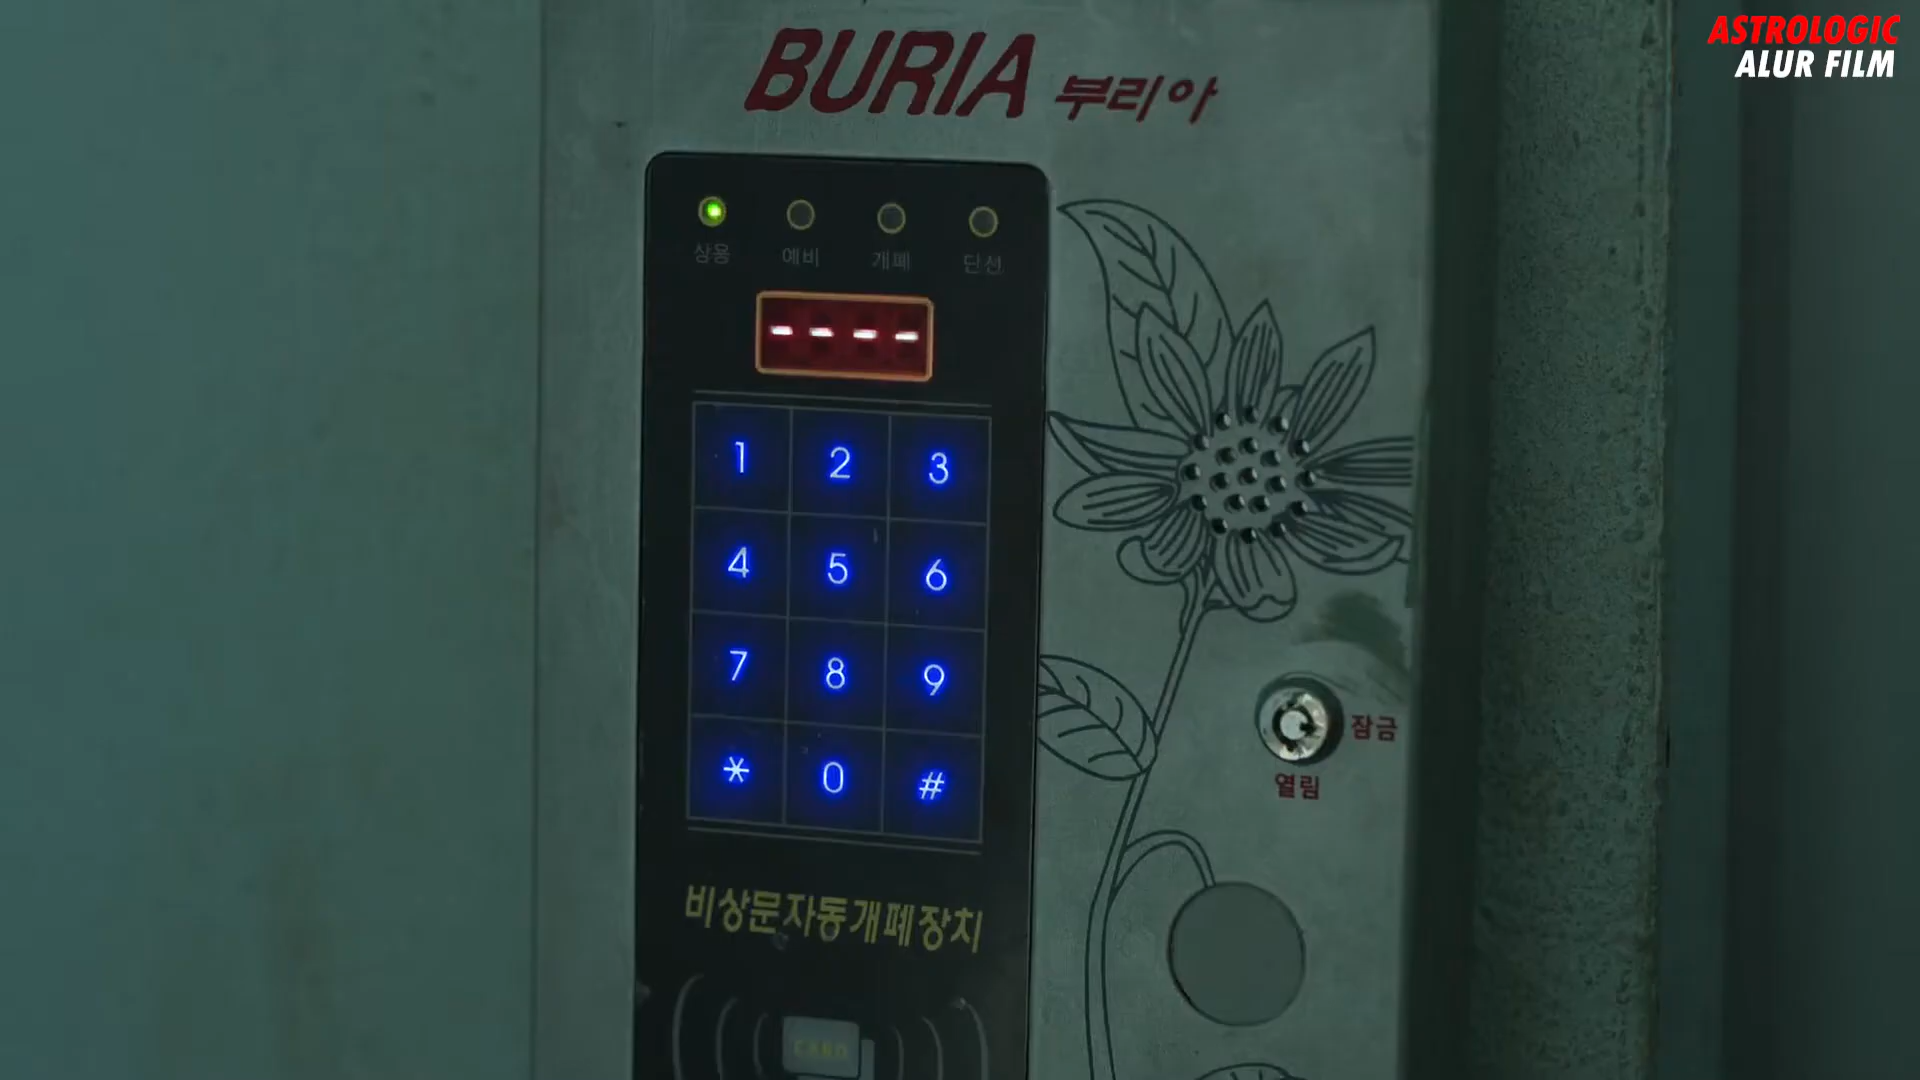 ASTROLOGIC
ALUR FILM
BURIA 부리아
상용 예비 개폐 단선
- - - -
1 2 3
4 5 6
7 8 9
* 0 #
잠금
열림
비상문자동개폐장치
CARD